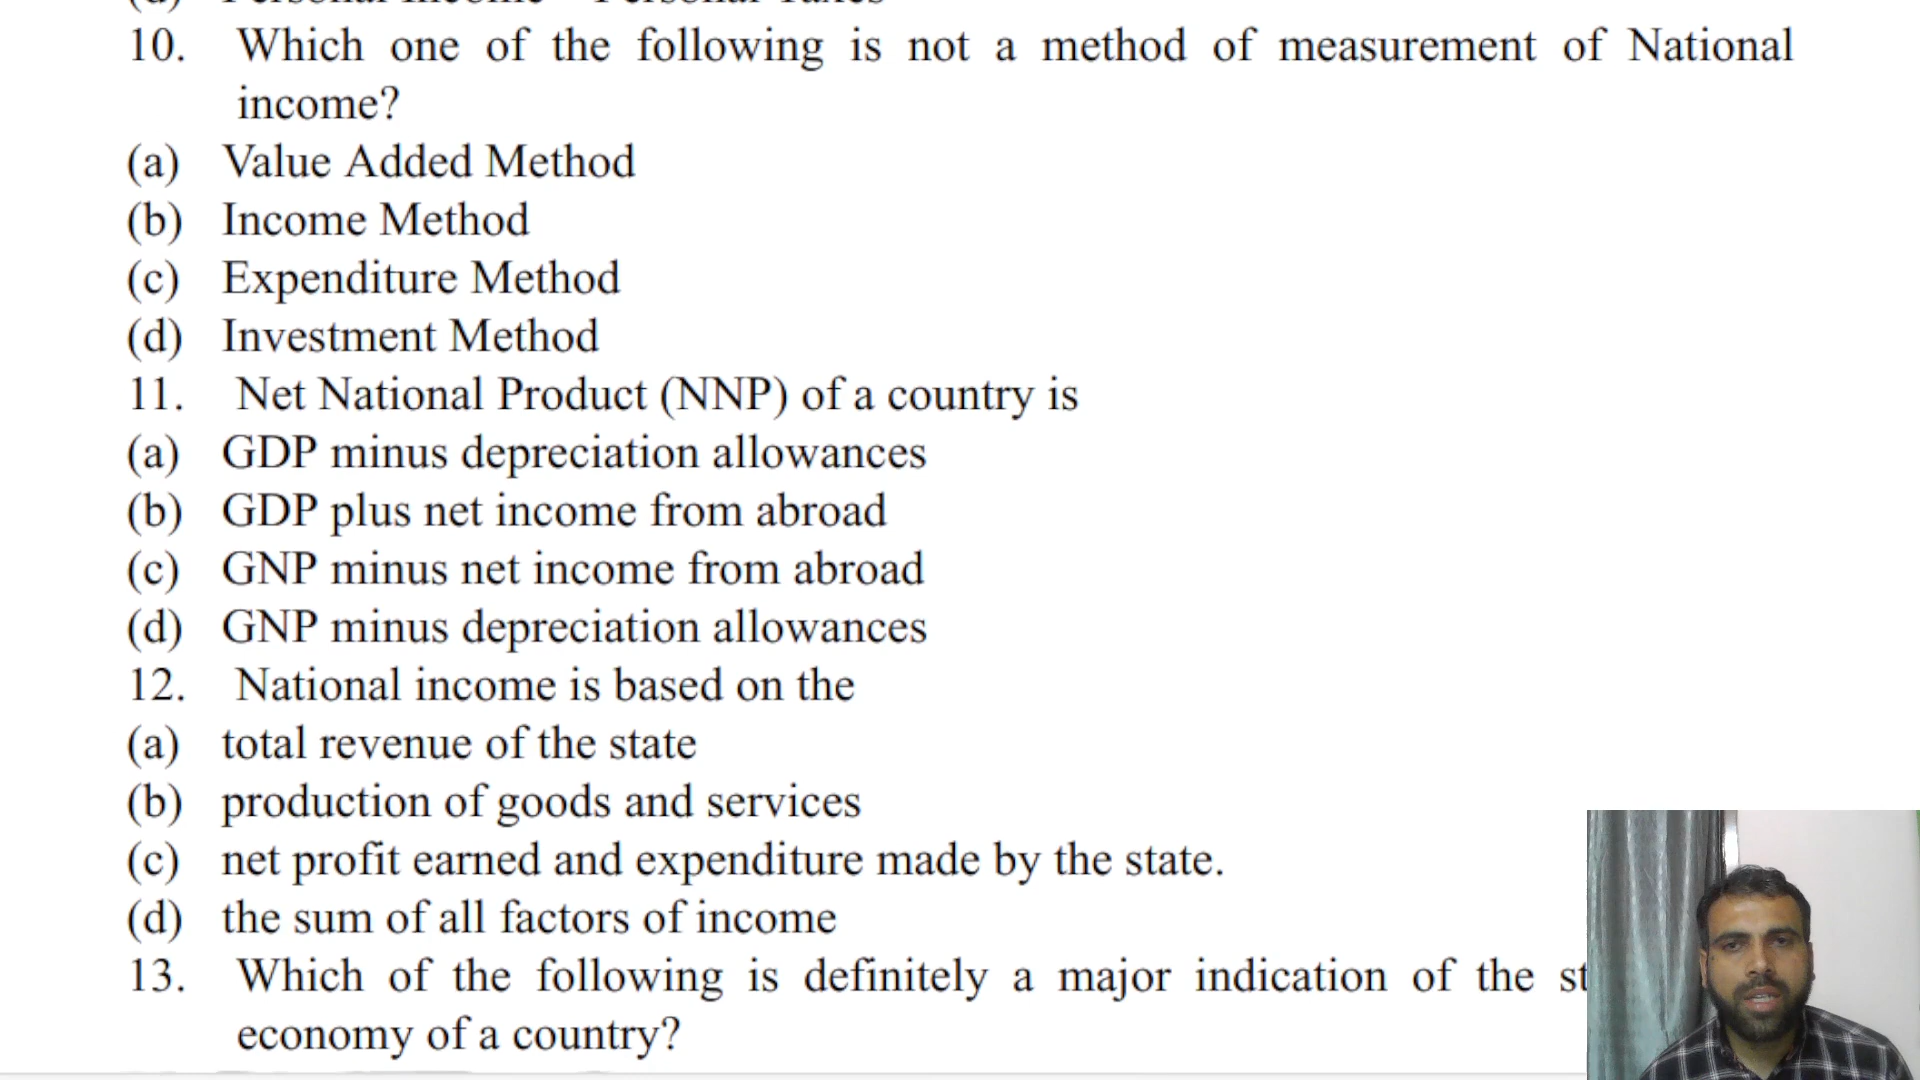 (d) Personal Income – Personal Taxes
10. Which one of the following is not a method of measurement of National
income?
(a) Value Added Method
(b) Income Method
(c) Expenditure Method
(d) Investment Method
11. Net National Product (NNP) of a country is
(a) GDP minus depreciation allowances
(b) GDP plus net income from abroad
(c) GNP minus net income from abroad
(d) GNP minus depreciation allowances
12. National income is based on the
(a) total revenue of the state
(b) production of goods and services
(c) net profit earned and expenditure made by the state.
(d) the sum of all factors of income
13. Which of the following is definitely a major indication of the st
economy of a country?